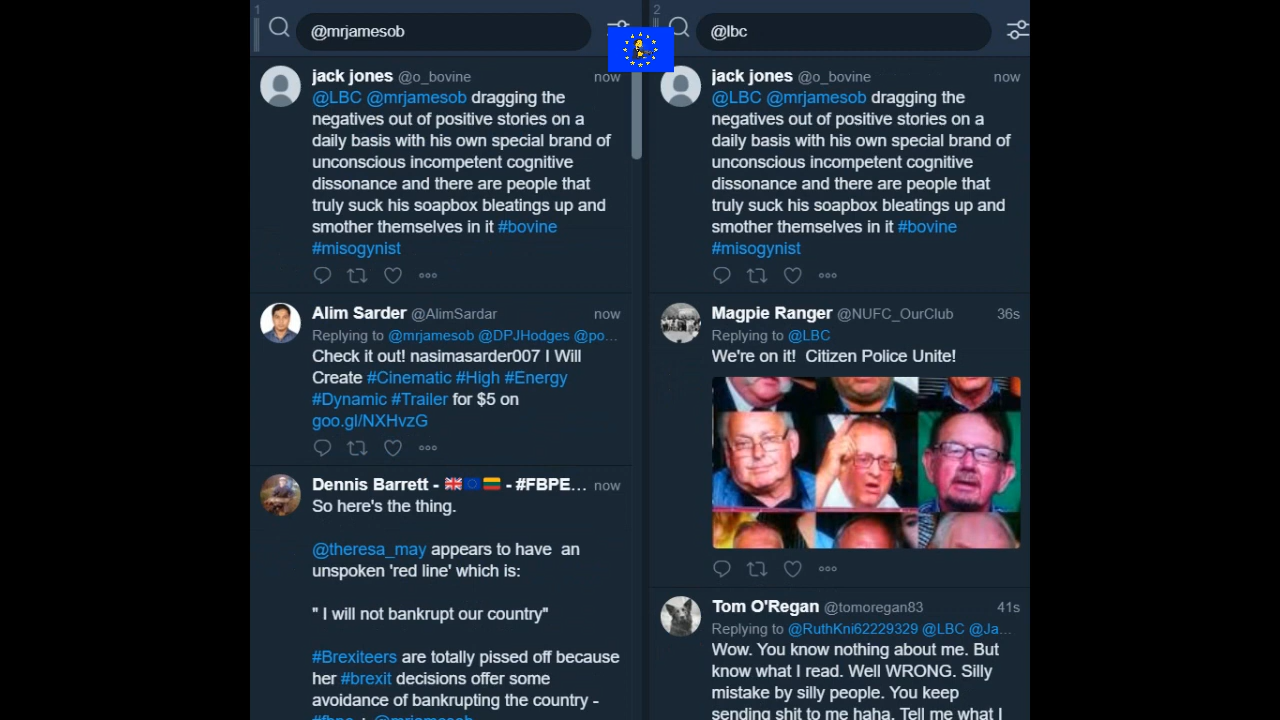 1
@mrjamesob
jack jones @o_bovine now
@LBC @mrjamesob dragging the
negatives out of positive stories on a
daily basis with his own special brand of
unconscious incompetent cognitive
dissonance and there are people that
truly suck his soapbox bleatings up and
smother themselves in it #bovine
#misogynist
Alim Sarder @AlimSardar now
Replying to @mrjamesob @DPJHodges @po...
Check it out! nasimasarder007 I Will
Create #Cinematic #High #Energy
#Dynamic #Trailer for $5 on
goo.gl/NXHvzG
Dennis Barrett - 🇬🇧🇪🇺🇱🇹 - #FBPE... now
So here's the thing.
@theresa_may appears to have an
unspoken 'red line' which is:
" I will not bankrupt our country"
#Brexiteers are totally pissed off because
her #brexit decisions offer some
avoidance of bankrupting the country -
@mrjamesob
2
@lbc
jack jones @o_bovine now
@LBC @mrjamesob dragging the
negatives out of positive stories on a
daily basis with his own special brand of
unconscious incompetent cognitive
dissonance and there are people that
truly suck his soapbox bleatings up and
smother themselves in it #bovine
#misogynist
Magpie Ranger @NUFC_OurClub 36s
Replying to @LBC
We're on it! Citizen Police Unite!
Tom O'Regan @tomoregan83 41s
Replying to @RuthKni62229329 @LBC @Ja...
Wow. You know nothing about me. But
know what I read. Well WRONG. Silly
mistake by silly people. You keep
sending shit to me haha. Tell me what I